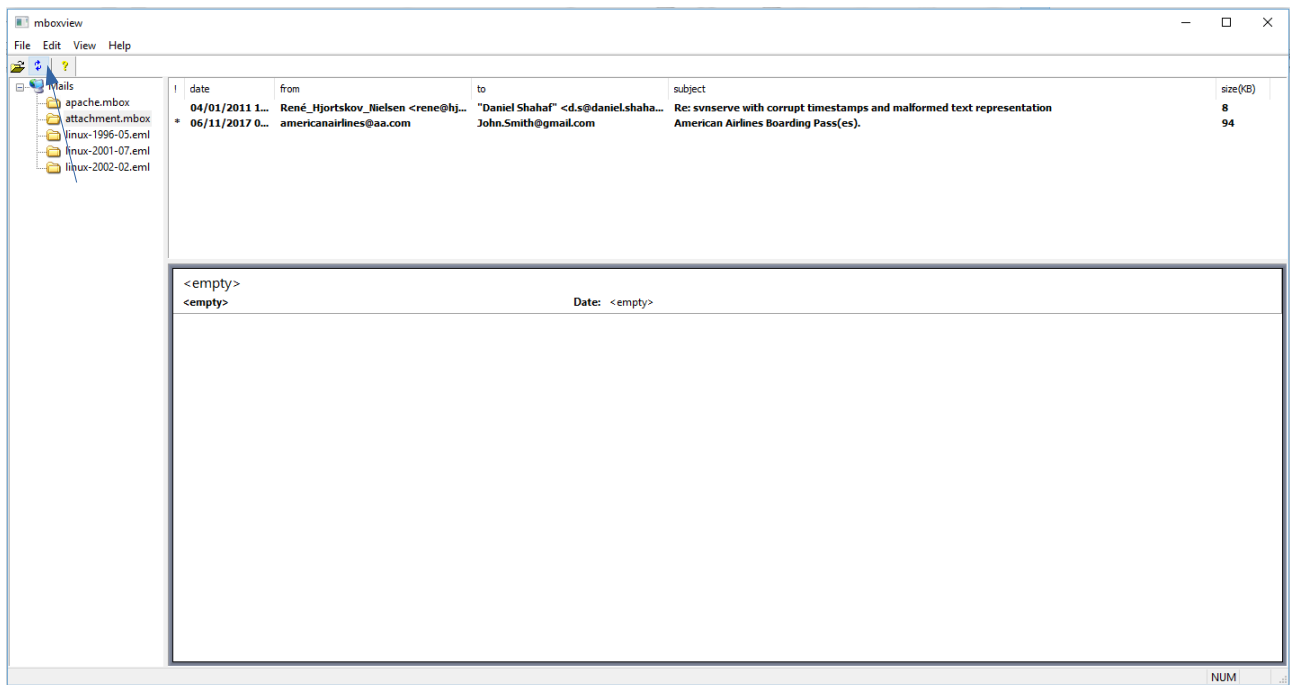 mboxview
File Edit View Help
?
Mails
apache.mbox
attachment.mbox
linux-1996-05.eml
linux-2001-07.eml
linux-2002-02.eml
! date from to subject size(KB)
04/01/2011 1... René_Hjortskov_Nielsen <rene@hj... "Daniel Shahaf" <d.s@daniel.shaha... Re: svnserve with corrupt timestamps and malformed text representation 8
* 06/11/2017 0... americanairlines@aa.com John.Smith@gmail.com American Airlines Boarding Pass(es). 94
<empty>
<empty> Date: <empty>
NUM